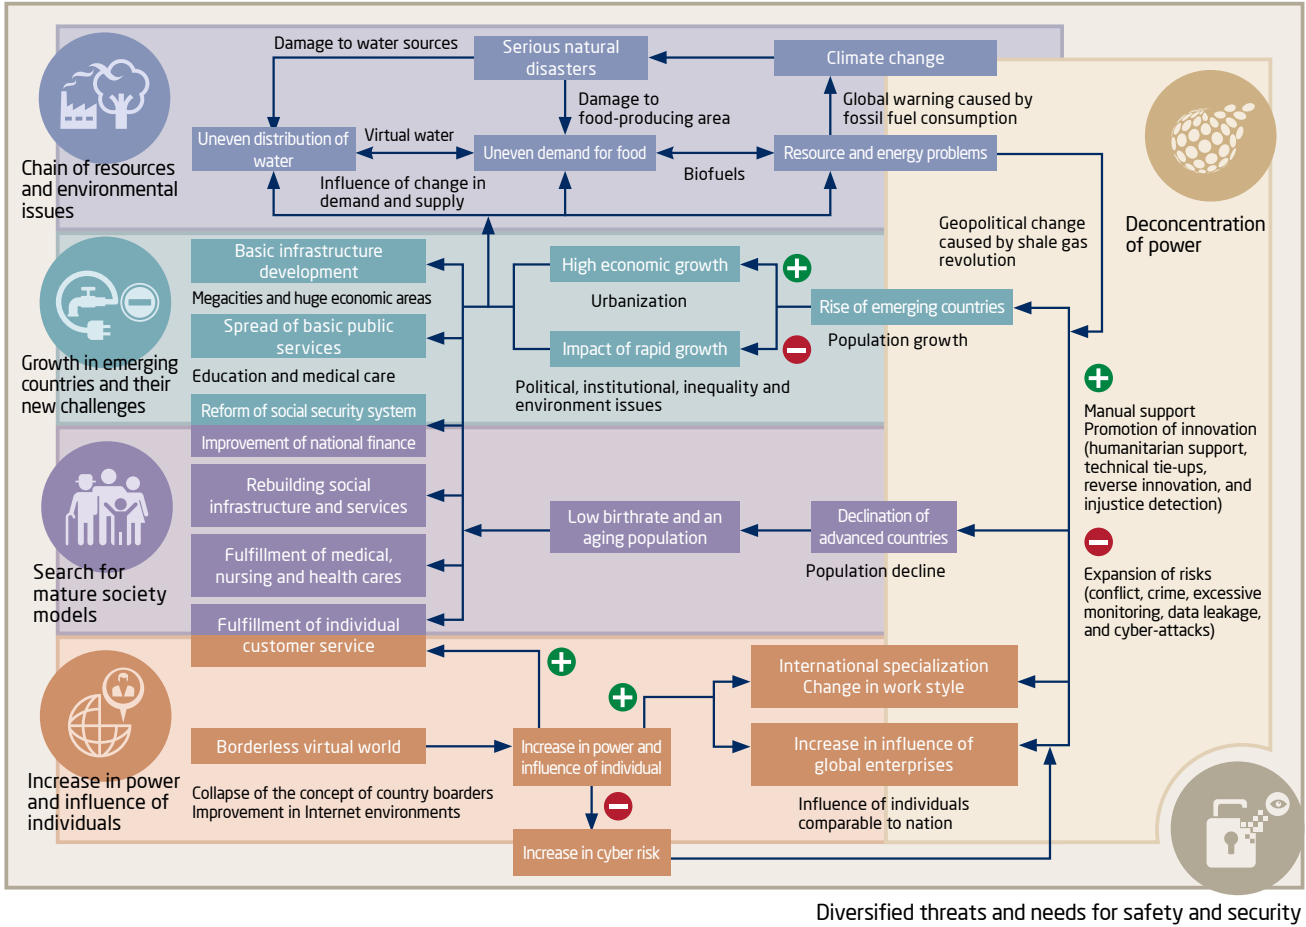 Damage to water sources
Serious natural
disasters
Climate change
Damage to
food-producing area
Global warning caused by
fossil fuel consumption
Uneven distribution of
water
Virtual water
Uneven demand for food
Biofuels
Resource and energy problems
Influence of change in
demand and supply
Chain of resources
and environmental
issues
Geopolitical change
caused by shale gas
revolution
Deconcentration
of power
Basic infrastructure
development
Megacities and huge economic areas
Spread of basic public
services
Education and medical care
Reform of social security system
Improvement of national finance
High economic growth
Urbanization
Impact of rapid growth
Political, institutional, inequality and
environment issues
Rise of emerging countries
Population growth
Growth in emerging
countries and their
new challenges
Manual support
Promotion of innovation
(humanitarian support,
technical tie-ups,
reverse innovation, and
injustice detection)
Expansion of risks
(conflict, crime, excessive
monitoring, data leakage,
and cyber-attacks)
Rebuilding social
infrastructure and services
Fulfillment of medical,
nursing and health cares
Fulfillment of individual
customer service
Low birthrate and an
aging population
Declination of
advanced countries
Population decline
Search for
mature society
models
International specialization
Change in work style
Increase in influence of
global enterprises
Influence of individuals
comparable to nation
Borderless virtual world
Collapse of the concept of country boarders
Improvement in Internet environments
Increase in power and
influence of individual
Increase in cyber risk
Increase in power
and influence of
individuals
Diversified threats and needs for safety and security